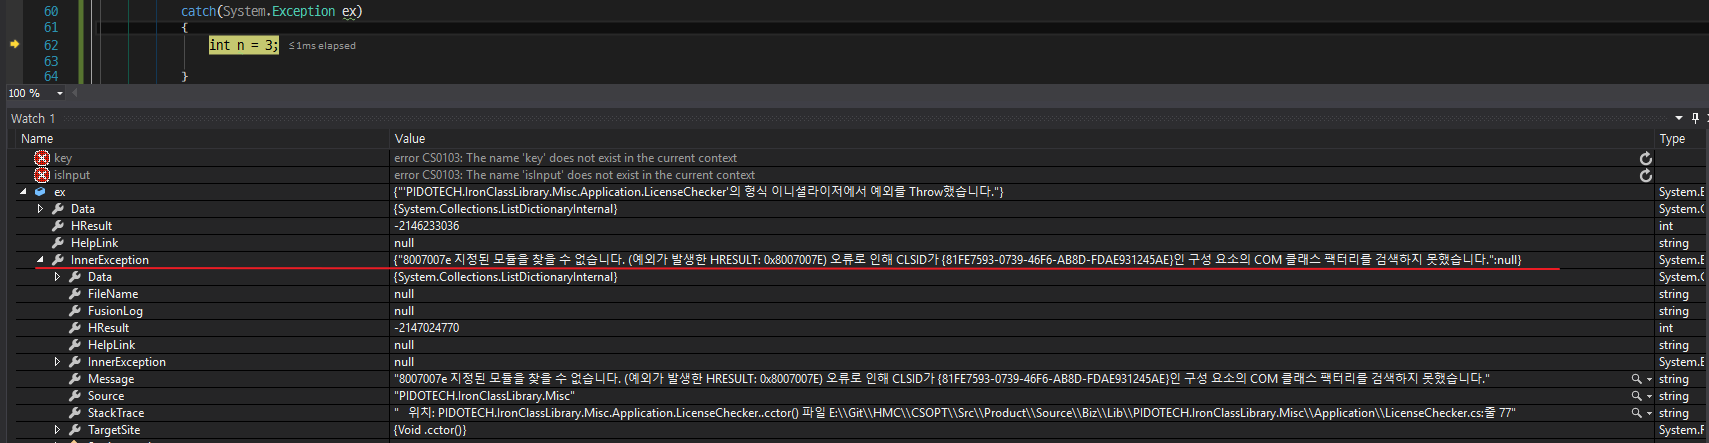 60 catch(System.Exception ex)
61 {
62 int n = 3; ≤1ms elapsed
63
64 }
100 %
Watch 1
Name Value Type
key error CS0103: The name 'key' does not exist in the current context
isInput error CS0103: The name 'isInput' does not exist in the current context
ex {"'PIDOTECH.IronClassLibrary.Misc.Application.LicenseChecker'의 형식 이니셜라이저에서 예외를 Throw했습니다."} System.E
Data {System.Collections.ListDictionaryInternal} System.C
HResult -2146233036 int
HelpLink null string
InnerException {"8007007e 지정된 모듈을 찾을 수 없습니다. (예외가 발생한 HRESULT: 0x8007007E) 오류로 인해 CLSID가 {81FE7593-0739-46F6-AB8D-FDAE931245AE}인 구성 요소의 COM 클래스 팩터리를 검색하지 못했습니다.":null} System.E
Data {System.Collections.ListDictionaryInternal} System.C
FileName null string
FusionLog null string
HResult -2147024770 int
HelpLink null string
InnerException null System.E
Message "8007007e 지정된 모듈을 찾을 수 없습니다. (예외가 발생한 HRESULT: 0x8007007E) 오류로 인해 CLSID가 {81FE7593-0739-46F6-AB8D-FDAE931245AE}인 구성 요소의 COM 클래스 팩터리를 검색하지 못했습니다." string
Source "PIDOTECH.IronClassLibrary.Misc" string
StackTrace "   위치: PIDOTECH.IronClassLibrary.Misc.Application.LicenseChecker..cctor() 파일 E:\\Git\\HMC\\CSOPT\\Src\\Product\\Source\\Biz\\Lib\\PIDOTECH.IronClassLibrary.Misc\\Application\\LicenseChecker.cs:줄 77" string
TargetSite {Void .cctor()} System.R